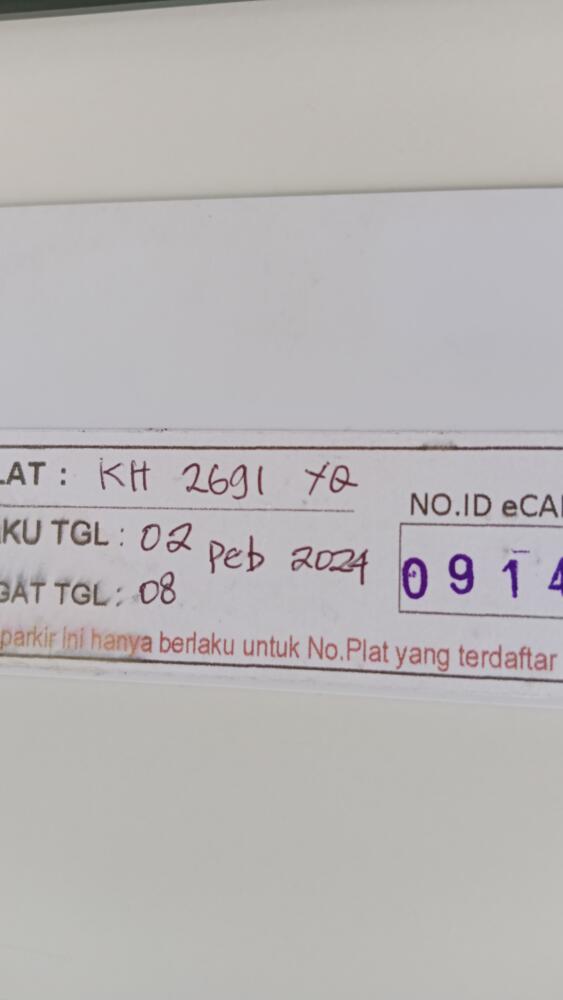 LAT : KH 2691 YQ
NO.ID eCA
KU TGL : 02 Peb 2024
0914
GAT TGL : 08
parkir ini hanya berlaku untuk No.Plat yang terdaftar